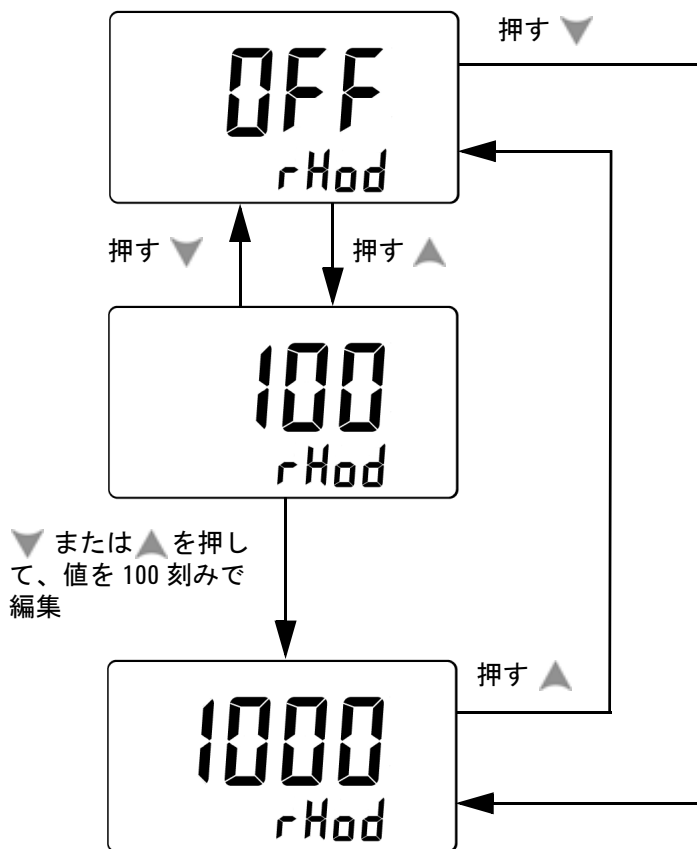 押す ▼
OFF
rHod
押す ▼
押す ▲
100
rHod
▼ または ▲ を押し
て、値を 100 刻みで
編集
押す ▲
1000
rHod